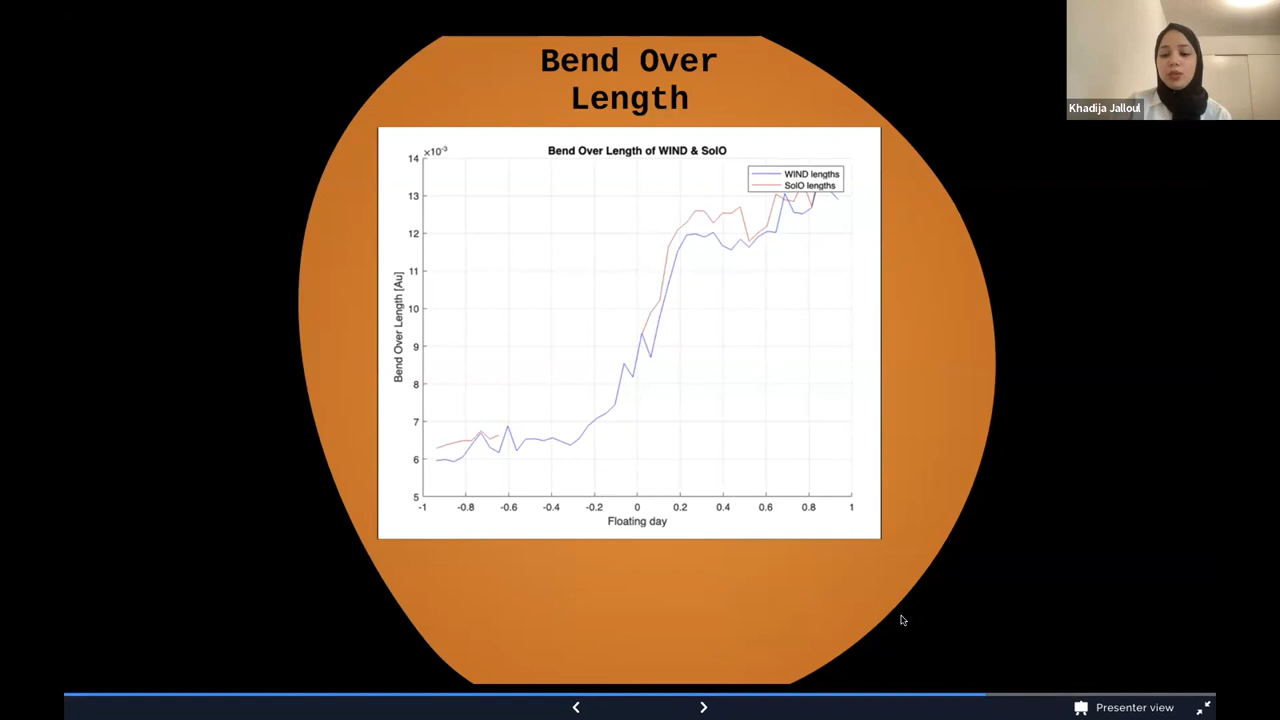 Bend Over
Length
Khadija Jalloul
Bend Over Length of WIND & SolO
×10⁻³
WIND lengths
SolO lengths
14
13
12
11
10
9
8
7
6
5
Bend Over Length [Au]
-1 -0.8 -0.6 -0.4 -0.2 0 0.2 0.4 0.6 0.8 1
Floating day
Presenter view